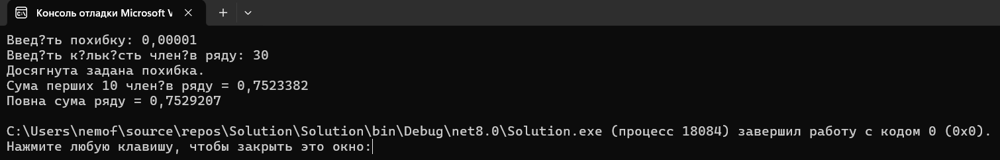 Консоль отладки Microsoft V
Введ?ть похибку: 0,00001
Введ?ть к?льк?сть член?в ряду: 30
Досягнута задана похибка.
Сума перших 10 член?в ряду = 0,7523382
Повна сума ряду = 0,7529207
C:\Users\nemof\source\repos\Solution\Solution\bin\Debug\net8.0\Solution.exe (процесс 18084) завершил работу с кодом 0 (0x0).
Нажмите любую клавишу, чтобы закрыть это окно: